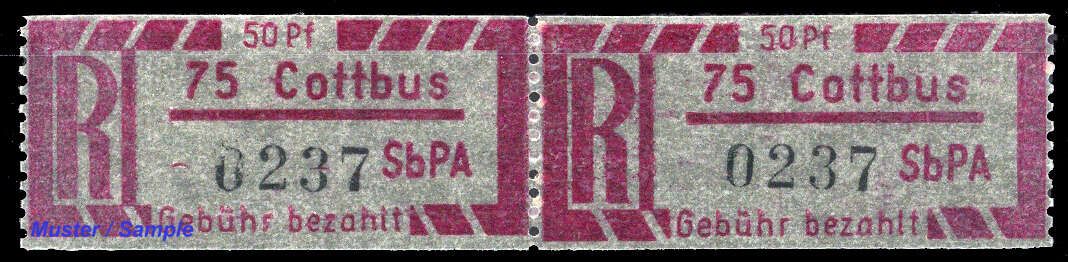 50 Pf
75 Cottbus
R
0237 SbPA
Gebühr bezahlt
50 Pf
75 Cottbus
R
0237 SbPA
Gebühr bezahlt
Muster / Sample